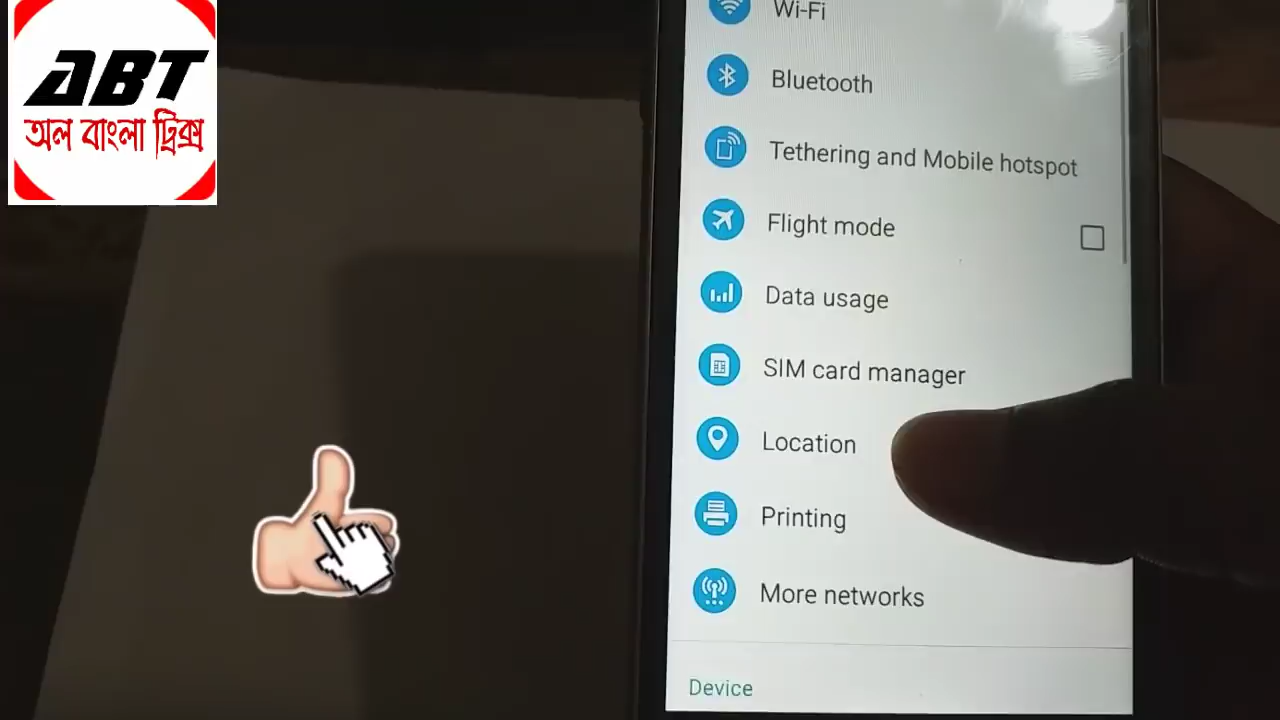 ABT
অল বাংলা ট্রিক্স
Wi-Fi
Bluetooth
Tethering and Mobile hotspot
Flight mode
Data usage
SIM card manager
Location
Printing
More networks
Device